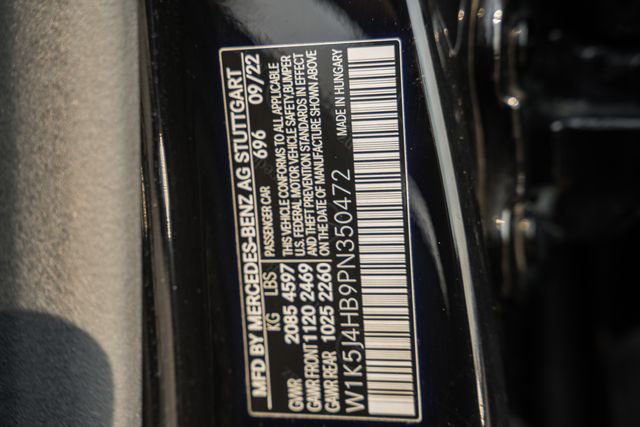 MFD BY MERCEDES-BENZ AG STUTTGART
KG LBS PASSENGER CAR 696 09/22
GVWR 2085 4597 THIS VEHICLE CONFORMS TO ALL APPLICABLE
GAWR FRONT 1120 2469 U.S. FEDERAL MOTOR VEHICLE SAFETY, BUMPER
GAWR REAR 1025 2260 AND THEFT PREVENTION STANDARDS IN EFFECT
ON THE DATE OF MANUFACTURE SHOWN ABOVE
W1K5J4HB9PN350472 MADE IN HUNGARY